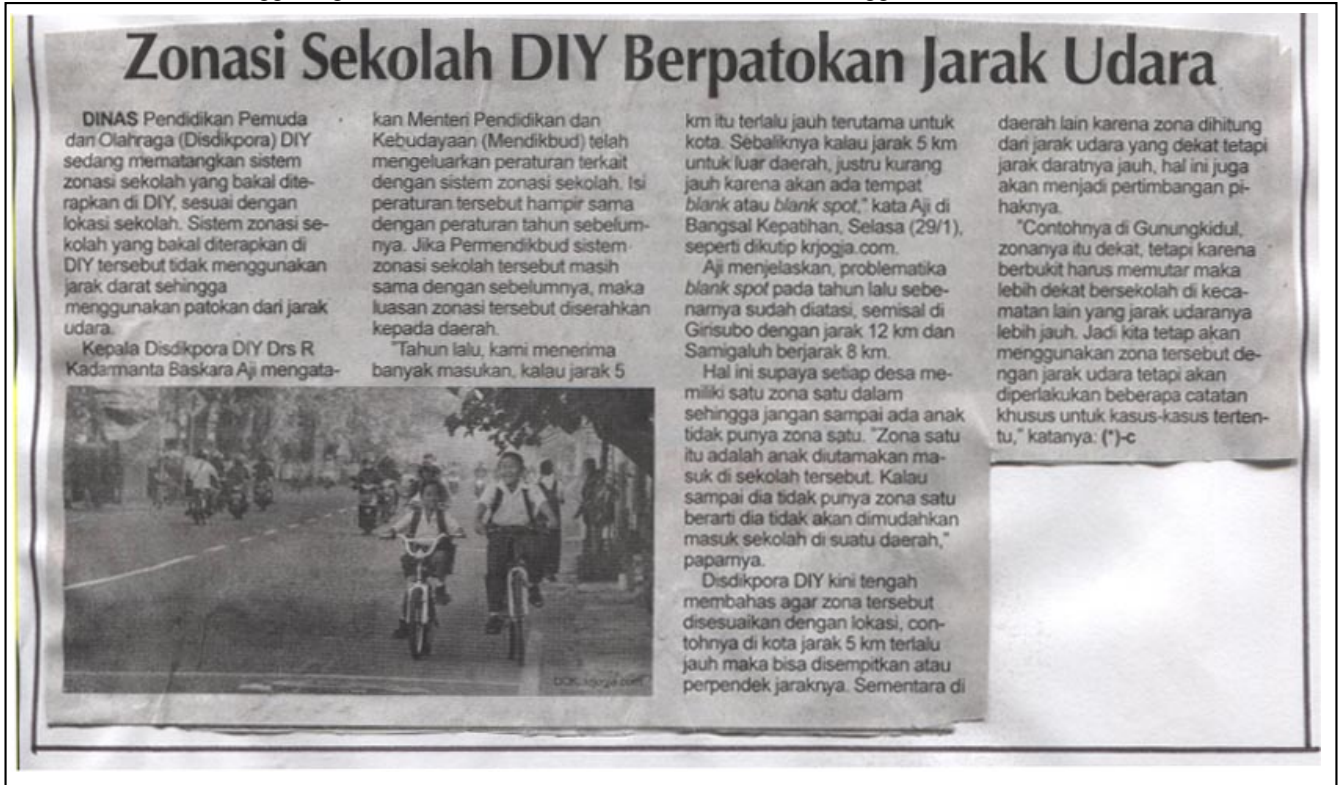 Zonasi Sekolah DIY Berpatokan Jarak Udara
DINAS Pendidikan Pemuda
dan Olahraga (Disdikpora) DIY
sedang mematangkan sistem
zonasi sekolah yang bakal dite-
rapkan di DIY, sesuai dengan
lokasi sekolah. Sistem zonasi se-
kolah yang bakal diterapkan di
DIY tersebut tidak menggunakan
jarak darat sehingga
menggunakan patokan dari jarak
udara.
Kepala Disdikpora DIY Drs R
Kadarmanta Baskara Aji mengata-
kan Menteri Pendidikan dan
Kebudayaan (Mendikbud) telah
mengeluarkan peraturan terkait
dengan sistem zonasi sekolah. Isi
peraturan tersebut hampir sama
dengan peraturan tahun sebelum-
nya. Jika Permendikbud sistem
zonasi sekolah tersebut masih
sama dengan sebelumnya, maka
luasan zonasi tersebut diserahkan
kepada daerah.
"Tahun lalu, kami menerima
banyak masukan, kalau jarak 5
km itu terlalu jauh terutama untuk
kota. Sebaliknya kalau jarak 5 km
untuk luar daerah, justru kurang
jauh karena akan ada tempat
blank atau blank spot," kata Aji di
Bangsal Kepatihan, Selasa (29/1),
seperti dikutip krjogja.com.
Aji menjelaskan, problematika
blank spot pada tahun lalu sebe-
narnya sudah diatasi, semisal di
Girisubo dengan jarak 12 km dan
Samigaluh berjarak 8 km.
Hal ini supaya setiap desa me-
miliki satu zona satu dalam
sehingga jangan sampai ada anak
tidak punya zona satu. "Zona satu
itu adalah anak diutamakan ma-
suk di sekolah tersebut. Kalau
sampai dia tidak punya zona satu
berarti dia tidak akan dimudahkan
masuk sekolah di suatu daerah,"
paparnya.
Disdikpora DIY kini tengah
membahas agar zona tersebut
disesuaikan dengan lokasi, con-
tohnya di kota jarak 5 km terlalu
jauh maka bisa disempitkan atau
perpendek jaraknya. Sementara di
daerah lain karena zona dihitung
dari jarak udara yang dekat tetapi
jarak daratnya jauh, hal ini juga
akan menjadi pertimbangan pi-
haknya.
"Contohnya di Gunungkidul,
zonanya itu dekat, tetapi karena
berbukit harus memutar maka
lebih dekat bersekolah di keca-
matan lain yang jarak udaranya
lebih jauh. Jadi kita tetap akan
menggunakan zona tersebut de-
ngan jarak udara tetapi akan
diperlakukan beberapa catatan
khusus untuk kasus-kasus terten-
tu," katanya. (*)-c